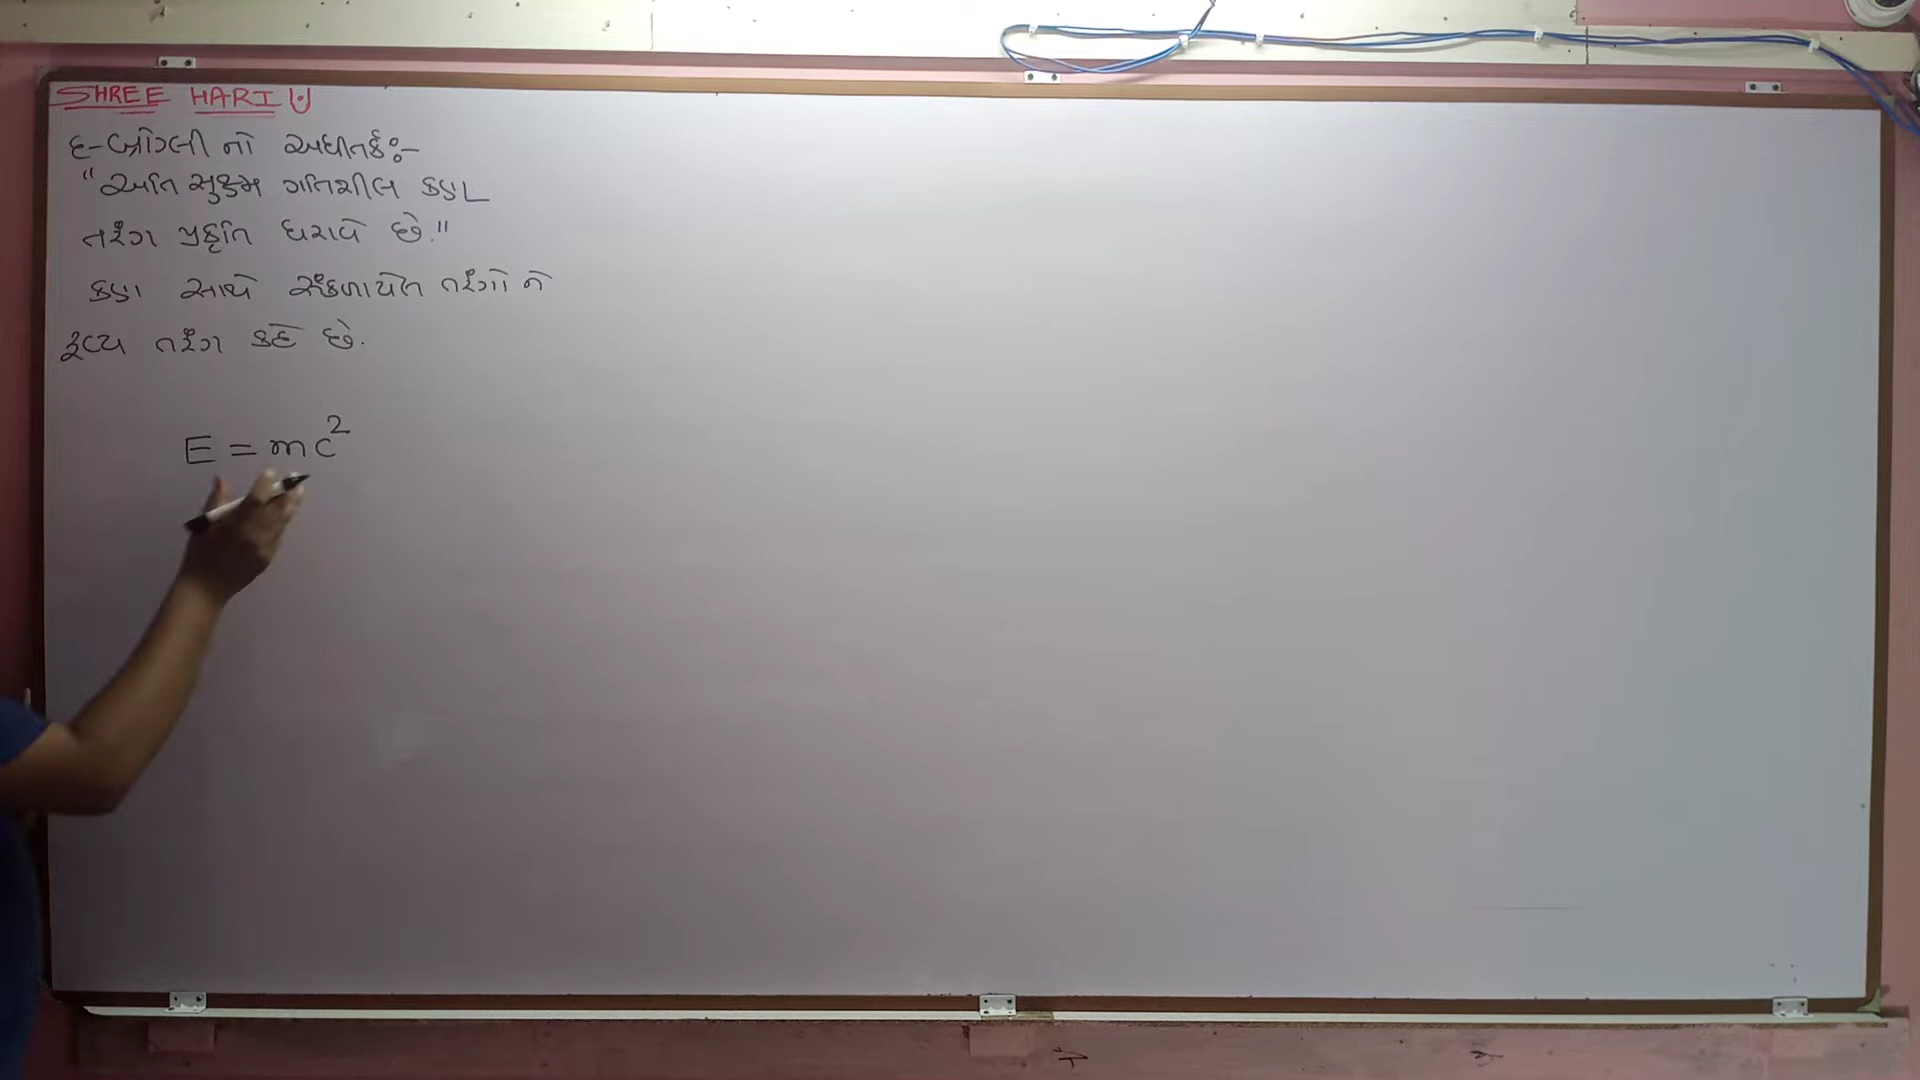 SHREE HARI
દ-બ્રોગ્લી નો અધીતર્ક:-
"અતિ સુક્ષ્મ ગતિશીલ કણ
તરંગ પ્રકૃતિ ધરાવે છે."
કણ સાથે સંકળાયેલ તરંગો ને
દ્રવ્ય તરંગ કહે છે.
E = mc²